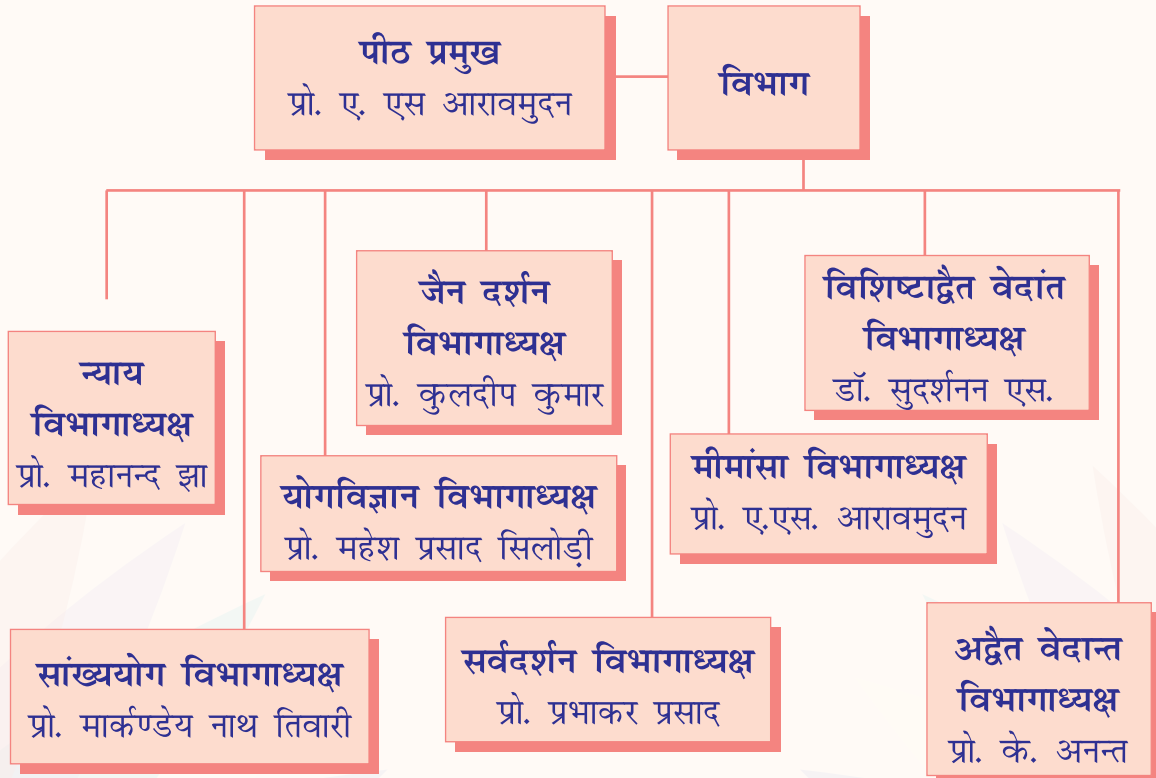 पीठ प्रमुख
प्रो. ए. एस आरावमुदन
विभाग
न्याय
विभागाध्यक्ष
प्रो. महानन्द झा
जैन दर्शन
विभागाध्यक्ष
प्रो. कुलदीप कुमार
विशिष्टाद्वैत वेदांत
विभागाध्यक्ष
डॉ. सुदर्शनन एस.
योगविज्ञान विभागाध्यक्ष
प्रो. महेश प्रसाद सिलोड़ी
मीमांसा विभागाध्यक्ष
प्रो. ए.एस. आरावमुदन
सांख्ययोग विभागाध्यक्ष
प्रो. मार्कण्डेय नाथ तिवारी
सर्वदर्शन विभागाध्यक्ष
प्रो. प्रभाकर प्रसाद
अद्वैत वेदान्त
विभागाध्यक्ष
प्रो. के. अनन्त